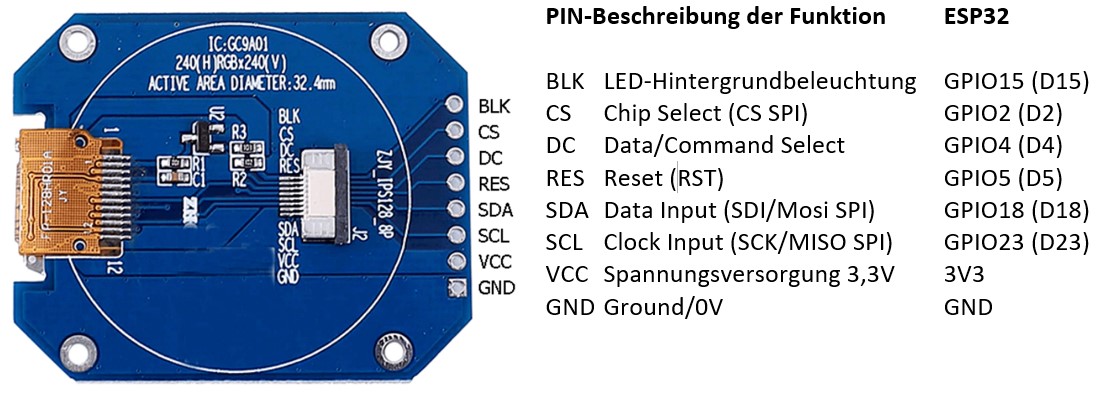 PIN-Beschreibung der Funktion ESP32
IC:GC9A01
240(H)RGBx240(V)
ACTIVE AREA DIAMETER:32.4mm
BLK LED-Hintergrundbeleuchtung GPIO15 (D15)
CS Chip Select (CS SPI) GPIO2 (D2)
DC Data/Command Select GPIO4 (D4)
RES Reset (RST) GPIO5 (D5)
SDA Data Input (SDI/Mosi SPI) GPIO18 (D18)
SCL Clock Input (SCK/MISO SPI) GPIO23 (D23)
VCC Spannungsversorgung 3,3V 3V3
GND Ground/0V GND
BLK
CS
DC
RES
SDA
SCL
VCC
GND
BLK
CS
DC
RES
SDA
SCL
VCC
GND
U2
R3
R2
R1
C1
1
12
J2
ZJY_IPS128_8P
JY